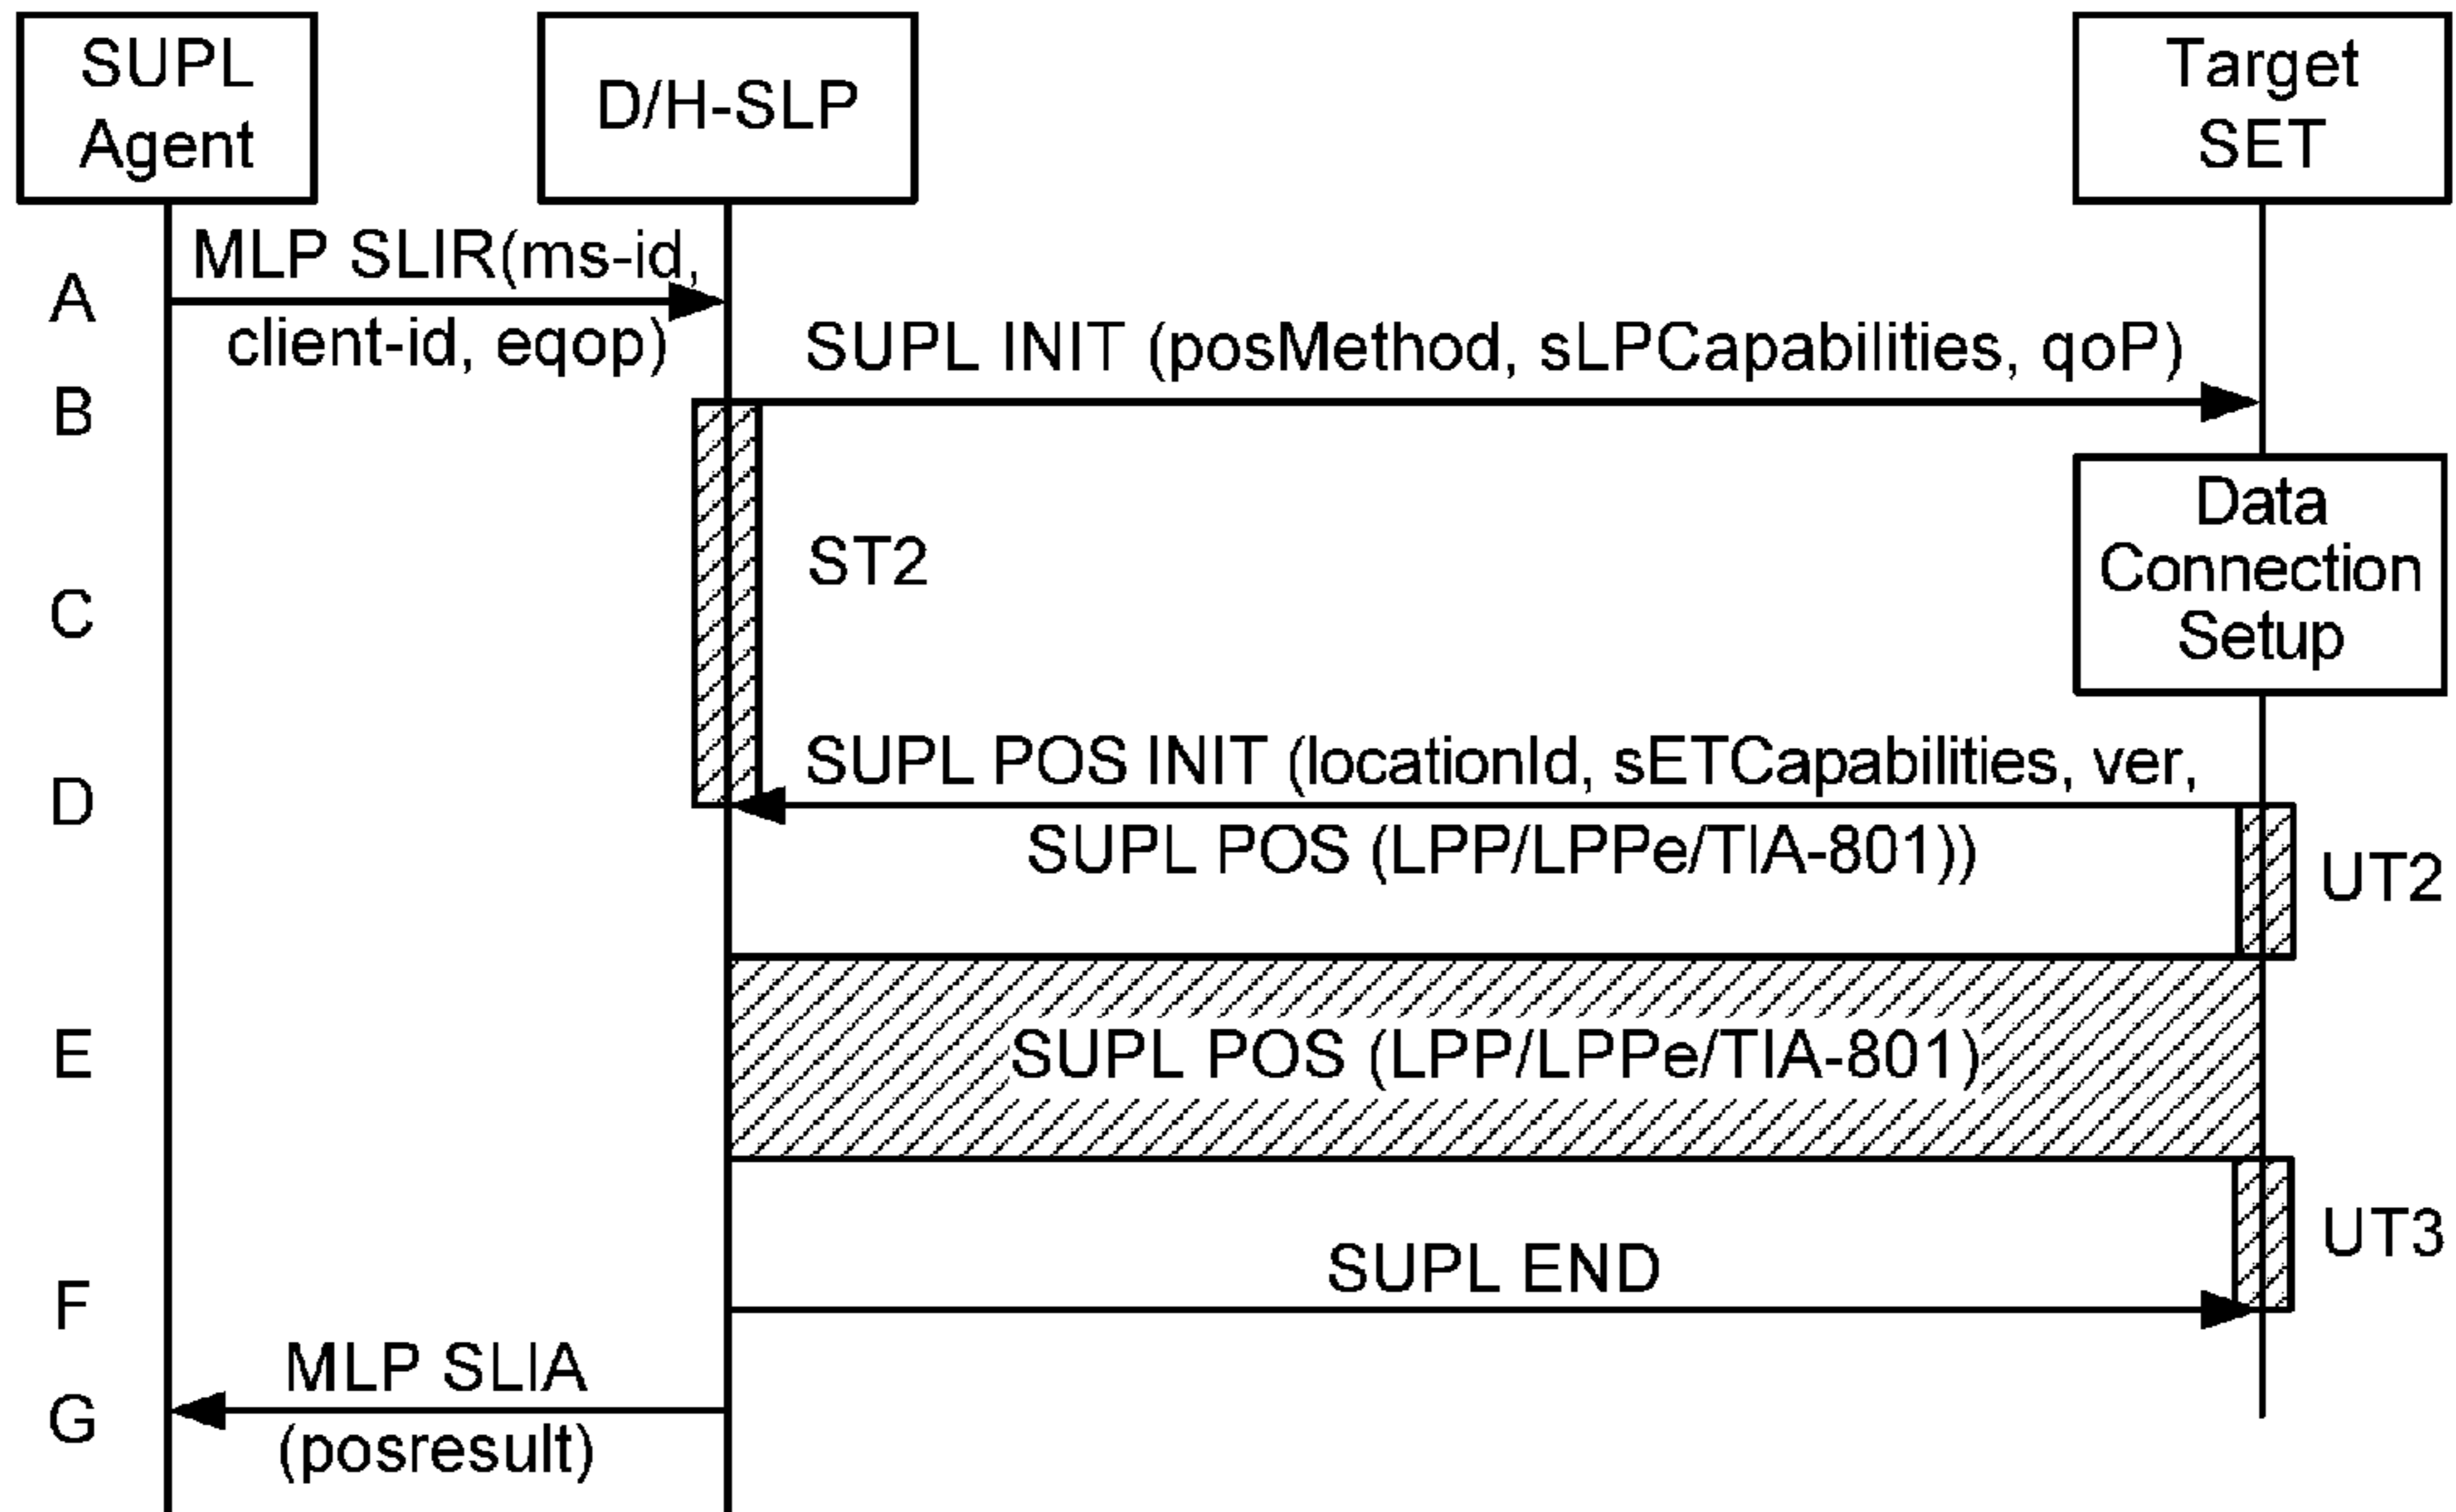 SUPL
Agent
D/H-SLP
Target
SET
MLP SLIR(ms-id,
A
client-id, eqop)
SUPL INIT (posMethod, sLPCapabilities, qoP)
B
Data
Connection
Setup
ST2
C
SUPL POS INIT (locationId, sETCapabilities, ver,
D
SUPL POS (LPP/LPPe/TIA-801))
UT2
E
SUPL POS (LPP/LPPe/TIA-801)
UT3
SUPL END
F
MLP SLIA
G
(posresult)